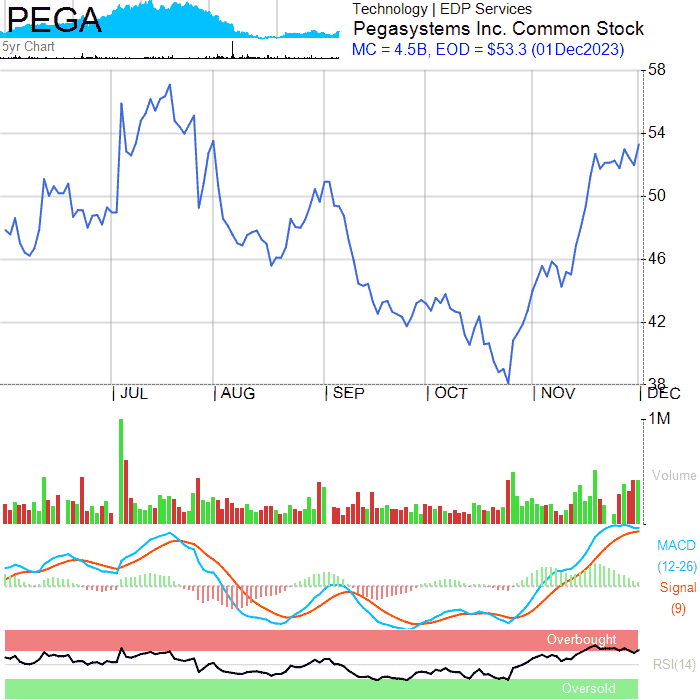 PEGA
5yr Chart
Technology | EDP Services
Pegasystems Inc. Common Stock
MC = 4.5B, EOD = $53.3 (01Dec2023)
58
54
50
46
42
38
| JUL | AUG | SEP | OCT | NOV | DEC
1M
Volume
MACD
(12-26)
Signal
(9)
Overbought
RSI(14)
Oversold